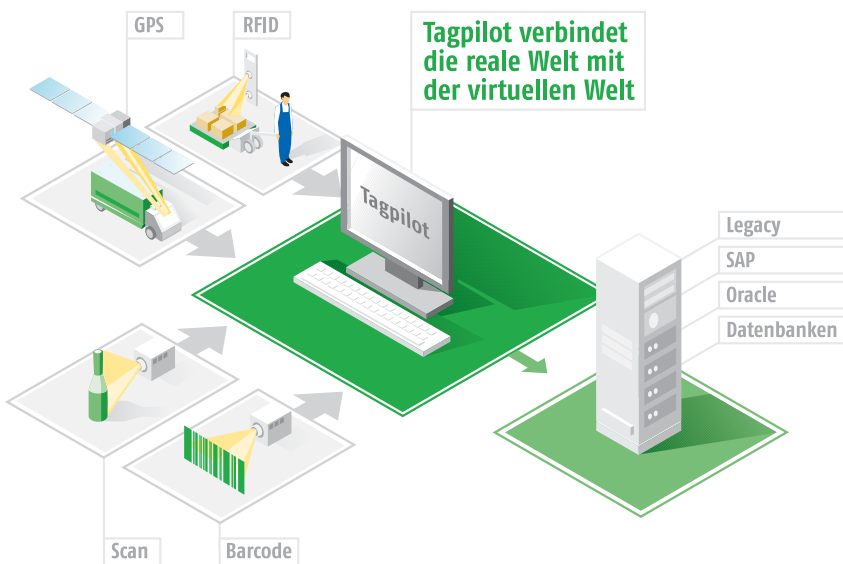 GPS
RFID
Tagpilot verbindet
die reale Welt mit
der virtuellen Welt
Tagpilot
Legacy
SAP
Oracle
Datenbanken
Scan
Barcode